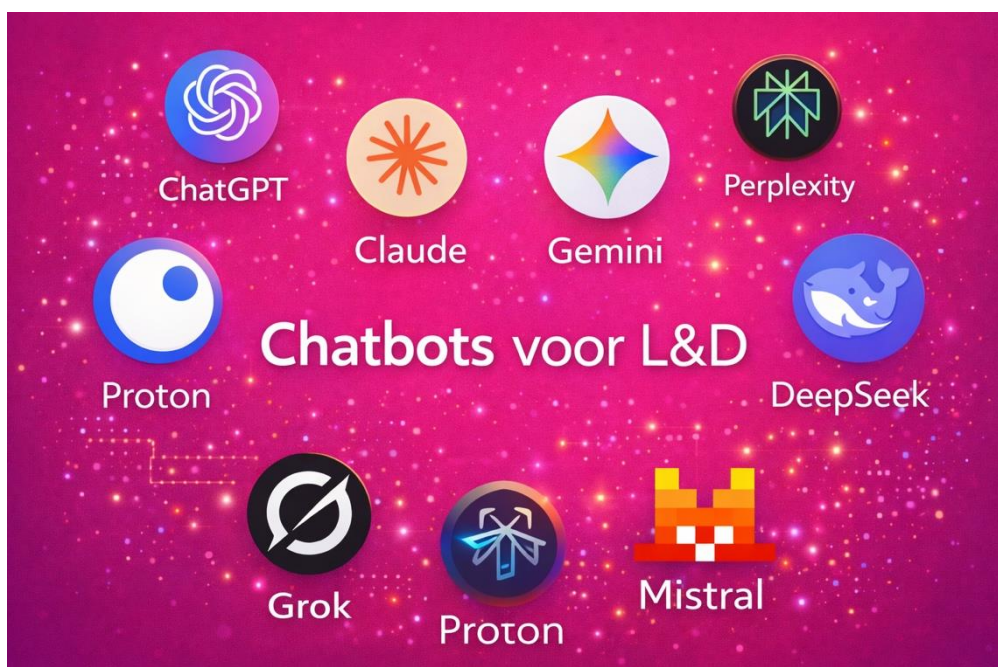 ChatGPT
Claude
Gemini
Perplexity
Proton
Chatbots voor L&D
DeepSeek
Grok
Proton
Mistral